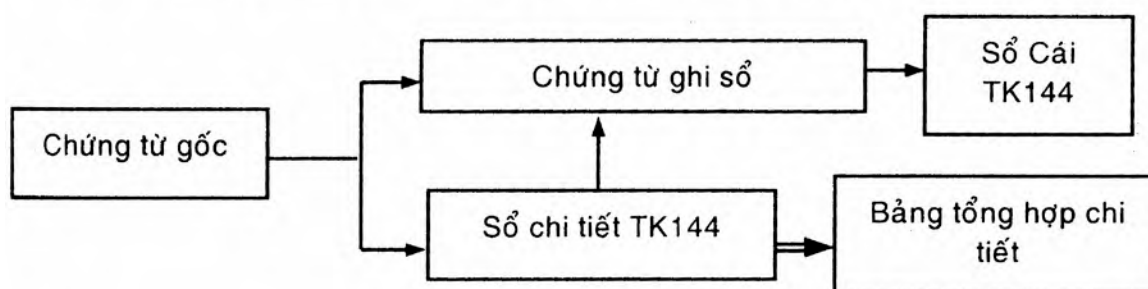 Chứng từ gốc
Chứng từ ghi sổ
Sổ Cái
TK144
Sổ chi tiết TK144
Bảng tổng hợp chi
tiết